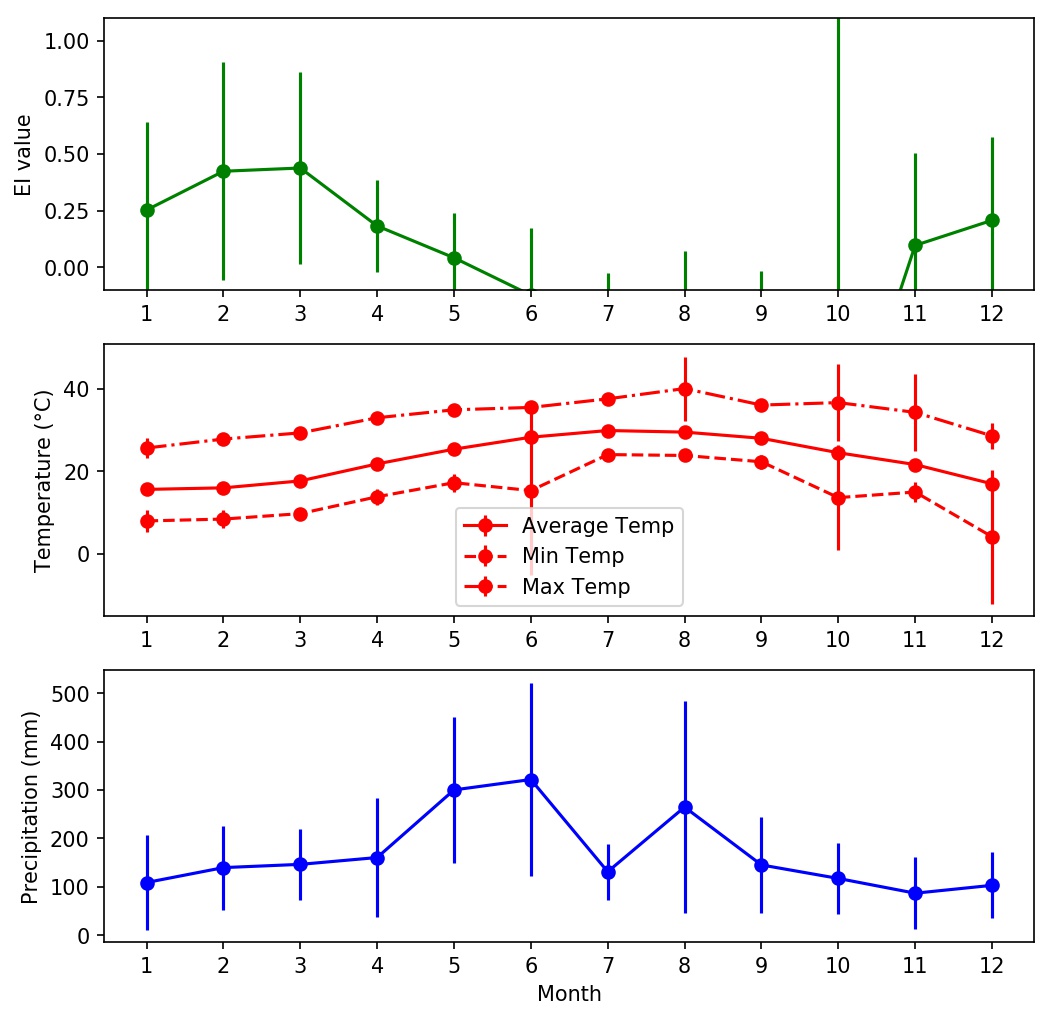 1.00
0.75
0.50
0.25
0.00
EI value
1 2 3 4 5 6 7 8 9 10 11 12
40
20
0
Temperature (°C)
Average Temp
Min Temp
Max Temp
1 2 3 4 5 6 7 8 9 10 11 12
500
400
300
200
100
0
Precipitation (mm)
1 2 3 4 5 6 7 8 9 10 11 12
Month